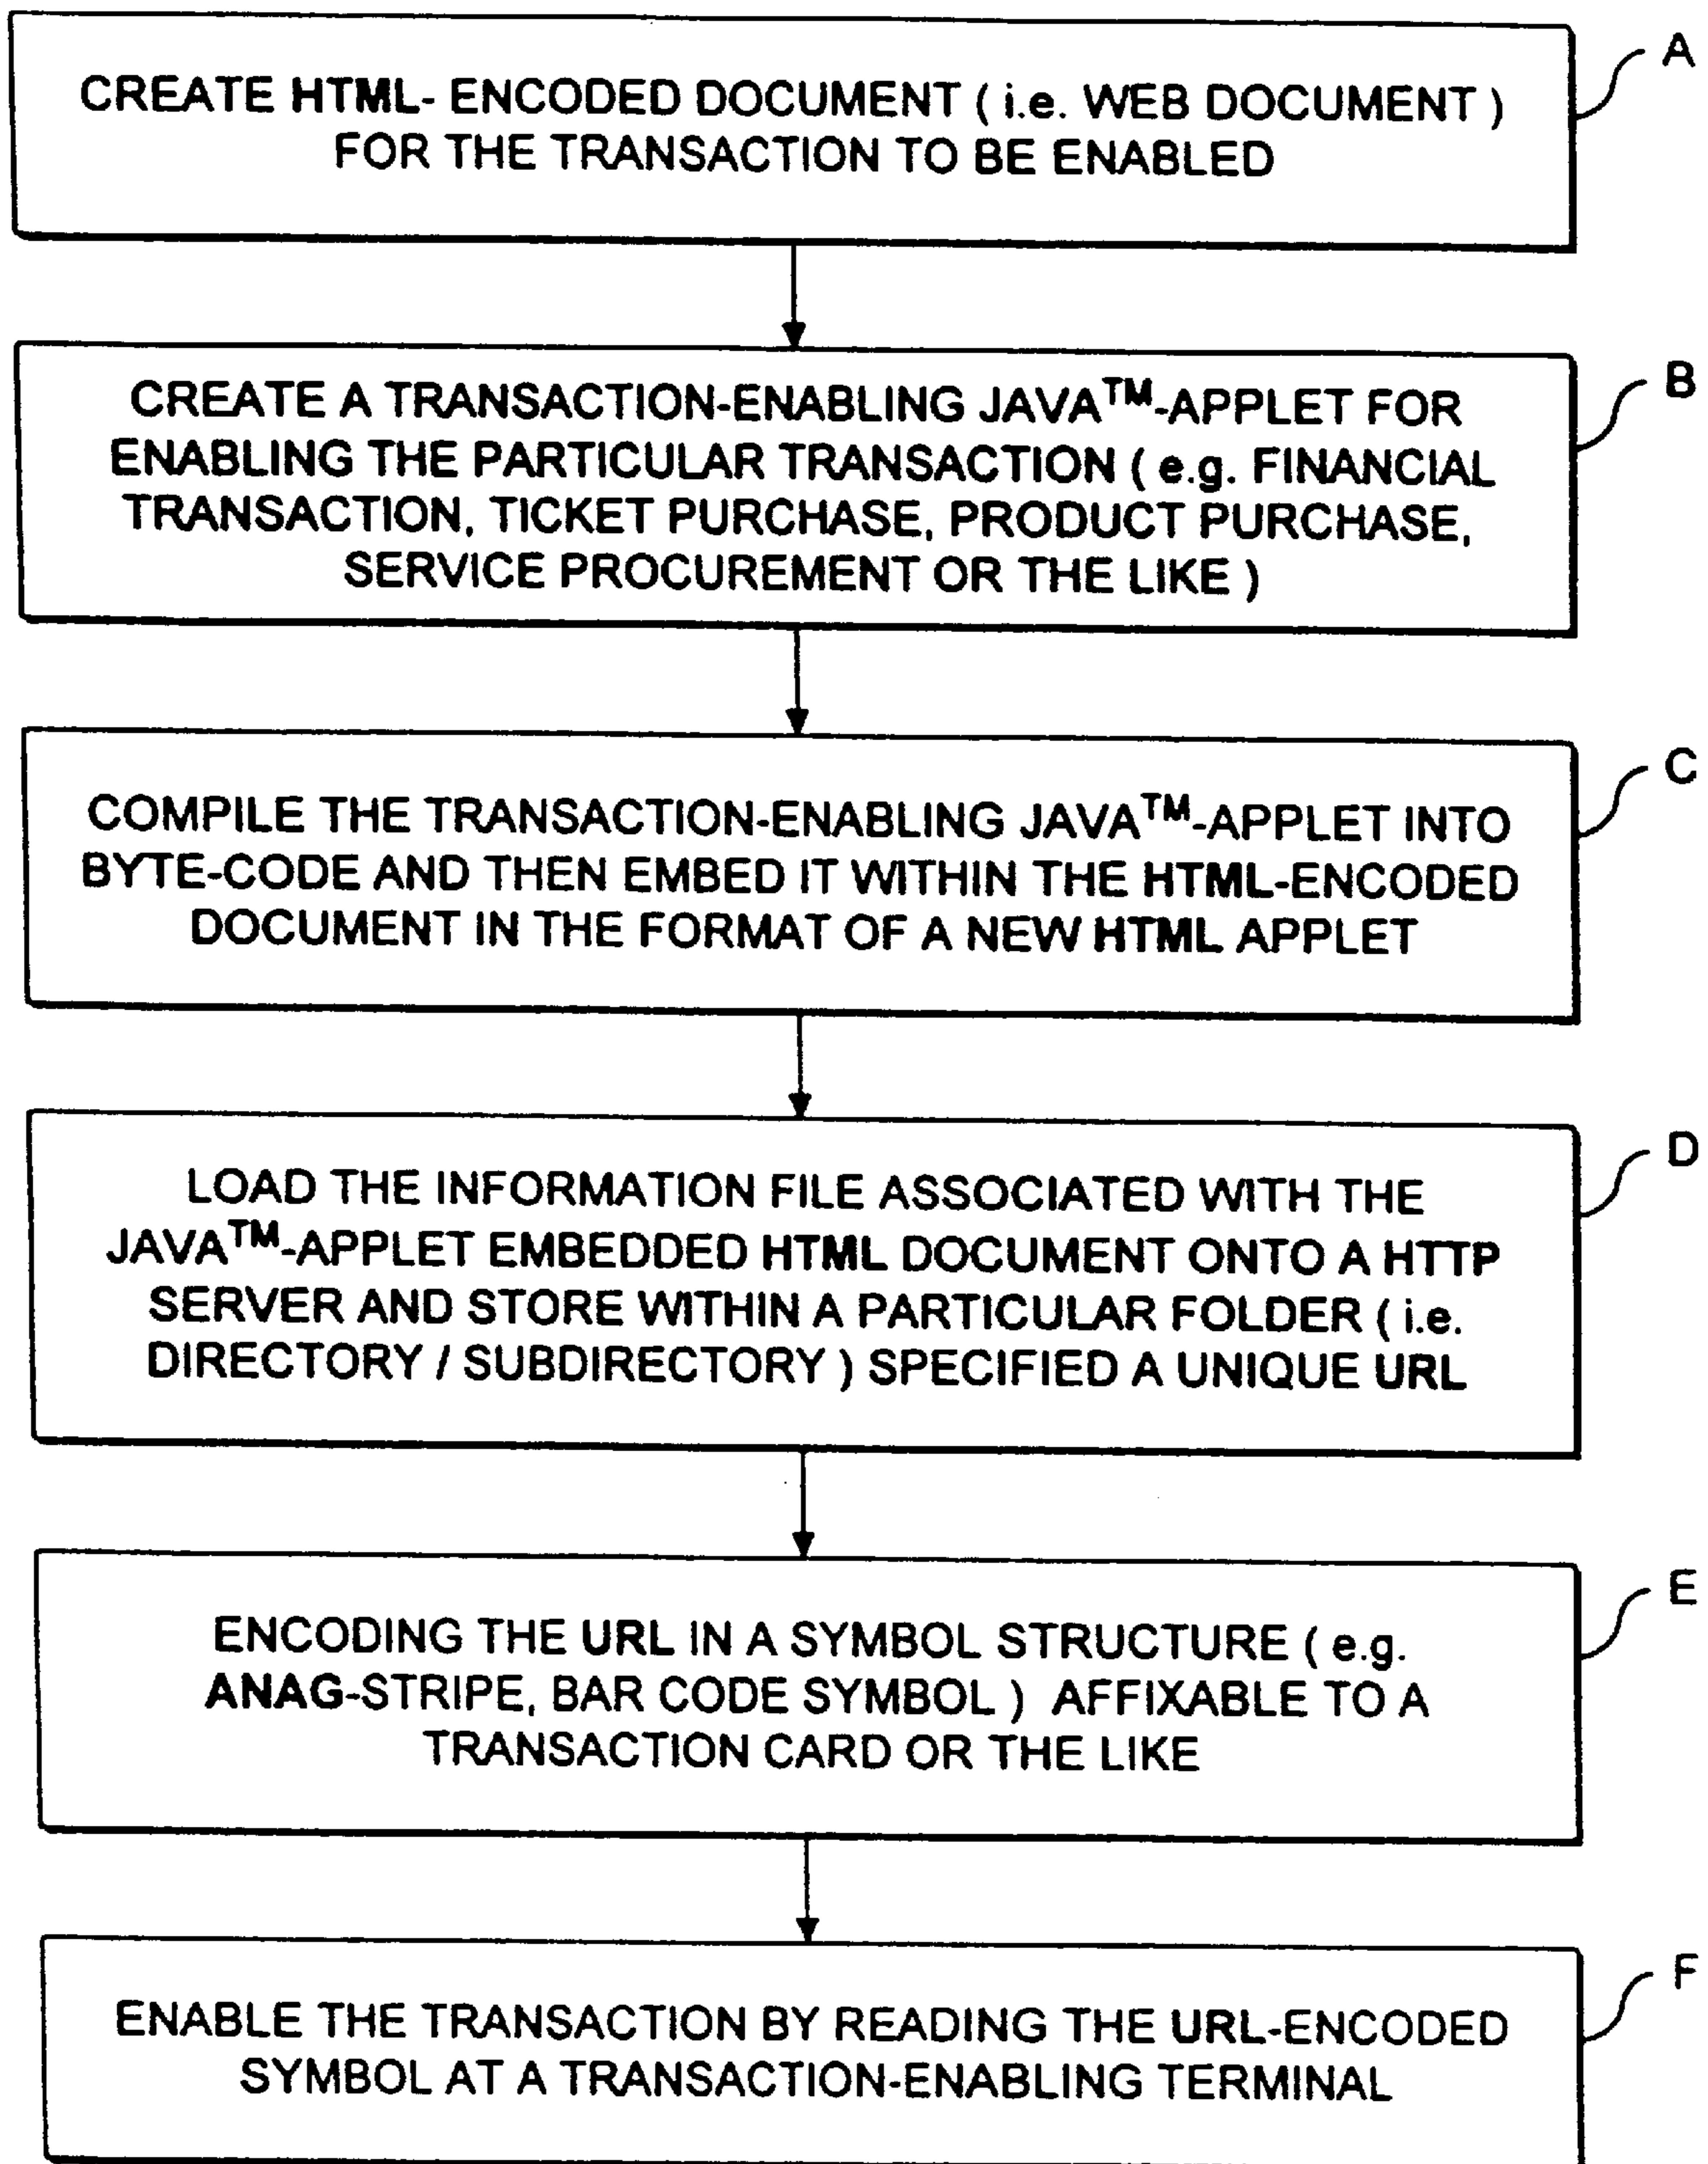 A
CREATE HTML- ENCODED DOCUMENT ( i.e. WEB DOCUMENT )
FOR THE TRANSACTION TO BE ENABLED
B
CREATE A TRANSACTION-ENABLING JAVA™-APPLET FOR
ENABLING THE PARTICULAR TRANSACTION ( e.g. FINANCIAL
TRANSACTION, TICKET PURCHASE, PRODUCT PURCHASE,
SERVICE PROCUREMENT OR THE LIKE )
C
COMPILE THE TRANSACTION-ENABLING JAVA™-APPLET INTO
BYTE-CODE AND THEN EMBED IT WITHIN THE HTML-ENCODED
DOCUMENT IN THE FORMAT OF A NEW HTML APPLET
D
LOAD THE INFORMATION FILE ASSOCIATED WITH THE
JAVA™-APPLET EMBEDDED HTML DOCUMENT ONTO A HTTP
SERVER AND STORE WITHIN A PARTICULAR FOLDER ( i.e.
DIRECTORY / SUBDIRECTORY ) SPECIFIED A UNIQUE URL
E
ENCODING THE URL IN A SYMBOL STRUCTURE ( e.g.
ANAG-STRIPE, BAR CODE SYMBOL ) AFFIXABLE TO A
TRANSACTION CARD OR THE LIKE
F
ENABLE THE TRANSACTION BY READING THE URL-ENCODED
SYMBOL AT A TRANSACTION-ENABLING TERMINAL